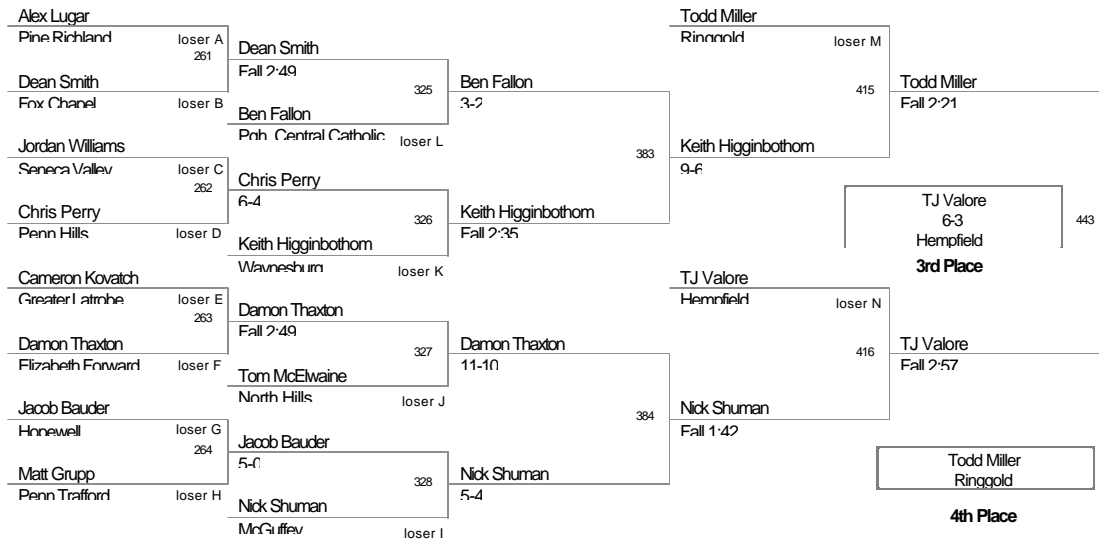 Alex Lugar
Pine Richland
loser A
261
Dean Smith
Fox Chapel
loser B
Jordan Williams
Seneca Valley
loser C
262
Chris Perry
Penn Hills
loser D
Cameron Kovatch
Greater Latrobe
loser E
263
Damon Thaxton
Elizabeth Forward
loser F
Jacob Bauder
Hopewell
loser G
264
Matt Grupp
Penn Trafford
loser H
Dean Smith
Fall 2:49
325
Ben Fallon
Pgh. Central Catholic
loser L
Chris Perry
6-4
326
Keith Higginbothom
Waynesburg
loser K
Damon Thaxton
Fall 2:49
327
Tom McElwaine
North Hills
loser J
Jacob Bauder
5-0
328
Nick Shuman
McGuffey
loser I
Ben Fallon
3-2
383
Keith Higginbothom
Fall 2:35
Damon Thaxton
11-10
384
Nick Shuman
5-4
Todd Miller
Ringgold
loser M
415
Keith Higginbothom
9-6
TJ Valore
Hempfield
loser N
416
Nick Shuman
Fall 1:42
Todd Miller
Fall 2:21
TJ Valore
6-3
Hempfield
443
3rd Place
TJ Valore
Fall 2:57
Todd Miller
Ringgold
4th Place